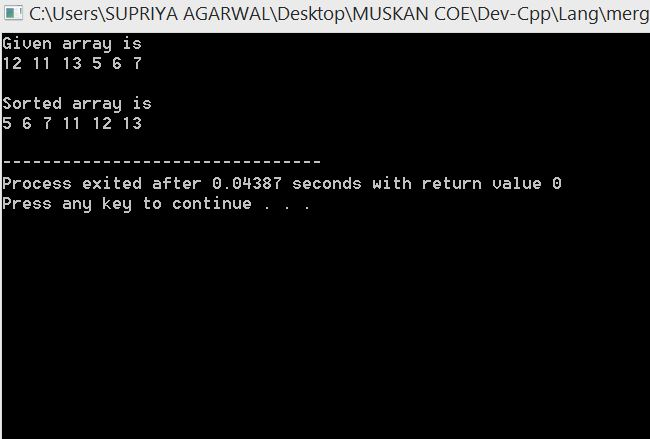 C:\Users\SUPRIYA AGARWAL\Desktop\MUSKAN COE\Dev-Cpp\Lang\merg
Given array is
12 11 13 5 6 7
Sorted array is
5 6 7 11 12 13
--------------------------------
Process exited after 0.04387 seconds with return value 0
Press any key to continue . . .